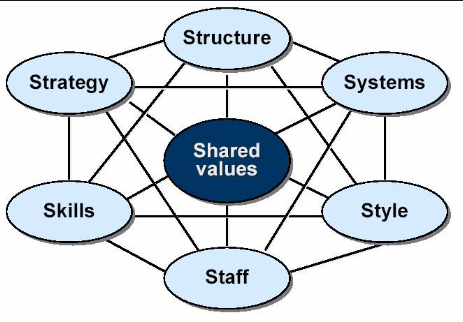 Structure
Strategy
Systems
Shared
values
Skills
Style
Staff